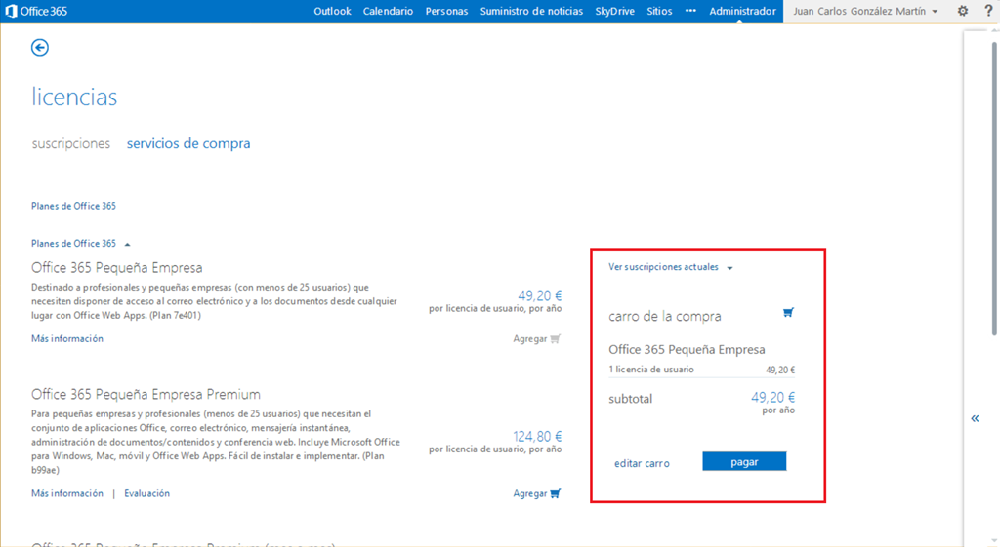 Office 365
Outlook Calendario Personas Suministro de noticias SkyDrive Sitios ••• Administrador Juan Carlos González Martín ?
licencias
suscripciones servicios de compra
Planes de Office 365
Planes de Office 365
Office 365 Pequeña Empresa
Destinado a profesionales y pequeñas empresas (con menos de 25 usuarios) que
necesiten disponer de acceso al correo electrónico y a los documentos desde cualquier
lugar con Office Web Apps. (Plan 7e401)
49,20 €
por licencia de usuario, por año
Más información
Agregar
Office 365 Pequeña Empresa Premium
Para pequeñas empresas y profesionales (menos de 25 usuarios) que necesitan el
conjunto de aplicaciones Office, correo electrónico, mensajería instantánea,
administración de documentos/contenidos y conferencia web. Incluye Microsoft Office
para Windows, Mac, móvil y Office Web Apps. Fácil de instalar e implementar. (Plan
b99ae)
124,80 €
por licencia de usuario, por año
Más información | Evaluación
Agregar
Office 365 Pequeña Empresa Premium (mes a mes)
Ver suscripciones actuales
carro de la compra
Office 365 Pequeña Empresa
1 licencia de usuario 49,20 €
subtotal 49,20 €
por año
editar carro pagar
«